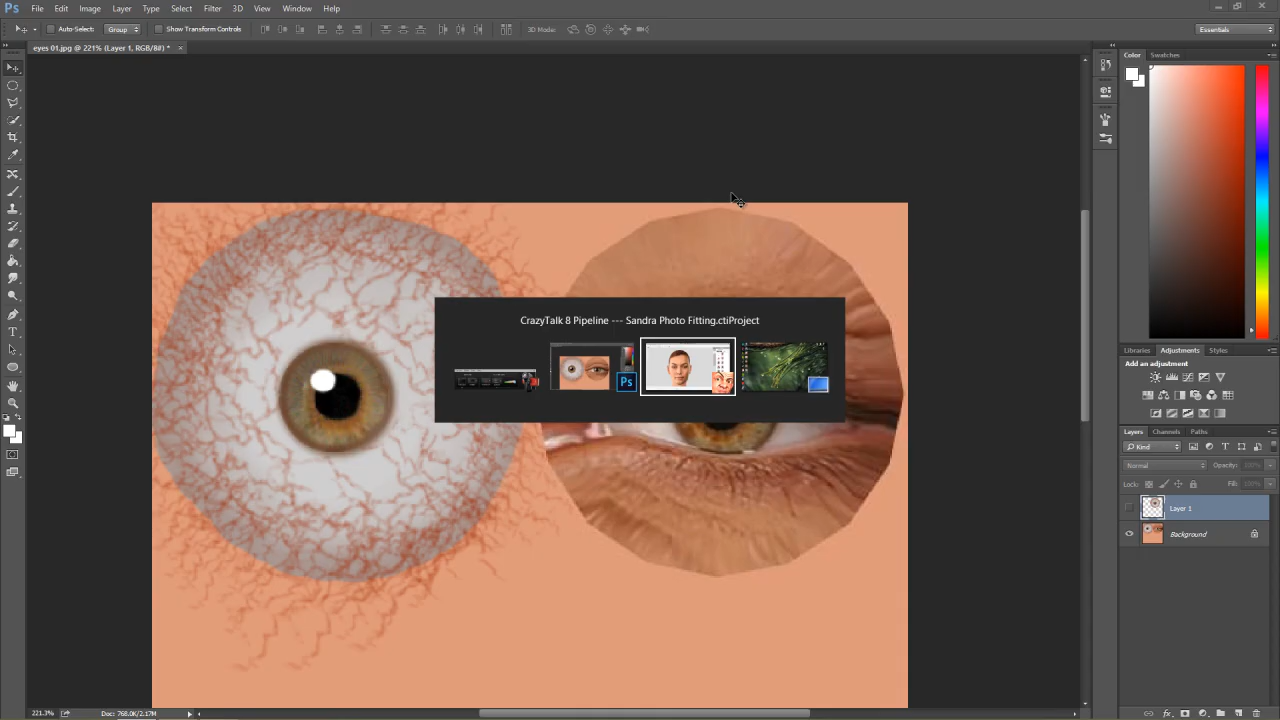 Ps File Edit Image Layer Type Select Filter 3D View Window Help
Auto-Select: Group Show Transform Controls 3D Mode: Essentials
eyes 01.jpg @ 221% (Layer 1, RGB/8#) * ×
Color Swatches
CrazyTalk 8 Pipeline --- Sandra Photo Fitting.ctiProject
Ps
Libraries Adjustments Styles
Add an adjustment
Layers Channels Paths
Kind
Normal Opacity: 100%
Lock: Fill: 100%
Layer 1
Background
221.3% Doc: 768.0K/2.17M